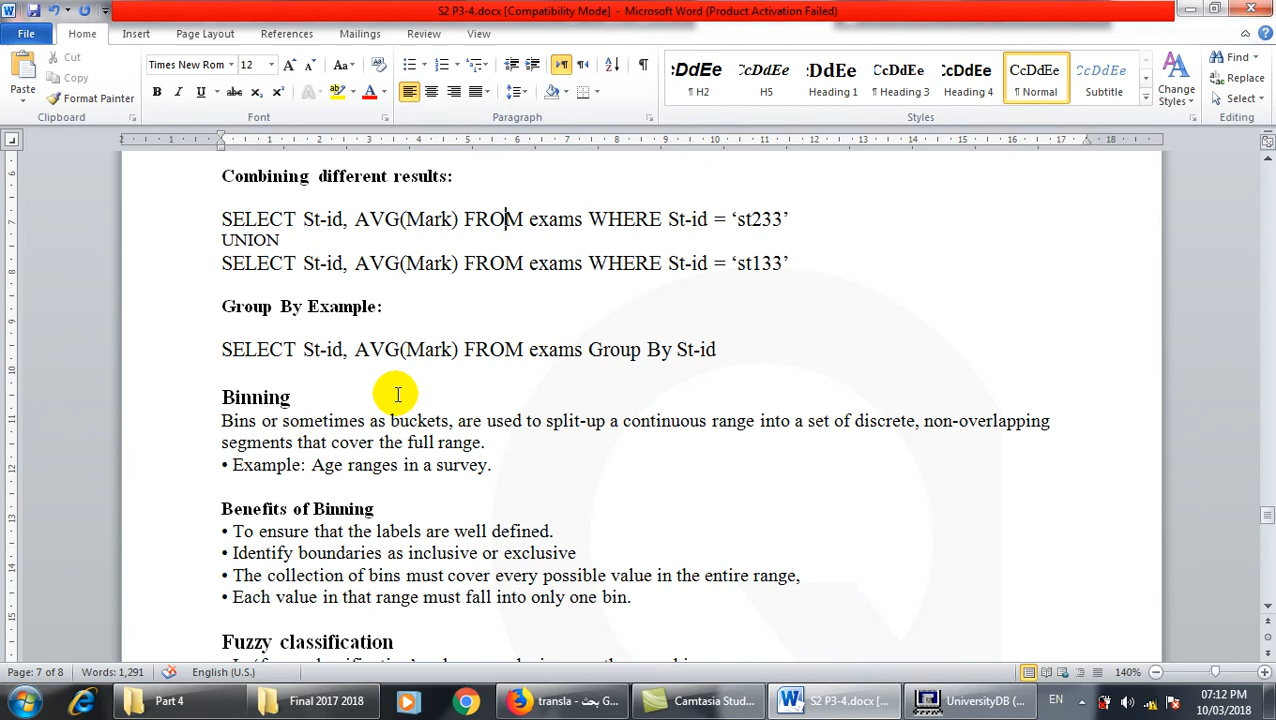 S2 P3-4.docx [Compatibility Mode] - Microsoft Word (Product Activation Failed)
File Home Insert Page Layout References Mailings Review View
Cut
Copy
Format Painter
Paste
Times New Rom 12
AaBbCcDdEe
¶ H2 H5 Heading 1 ¶ Heading 3 Heading 4 ¶ Normal Subtitle
Change Styles
Find
Replace
Select
Clipboard Font Paragraph Styles Editing
Combining different results:
SELECT St-id, AVG(Mark) FROM exams WHERE St-id = ‘st233’
UNION
SELECT St-id, AVG(Mark) FROM exams WHERE St-id = ‘st133’
Group By Example:
SELECT St-id, AVG(Mark) FROM exams Group By St-id
Binning
Bins or sometimes as buckets, are used to split-up a continuous range into a set of discrete, non-overlapping
segments that cover the full range.
• Example: Age ranges in a survey.
Benefits of Binning
• To ensure that the labels are well defined.
• Identify boundaries as inclusive or exclusive
• The collection of bins must cover every possible value in the entire range,
• Each value in that range must fall into only one bin.
Fuzzy classification
Page: 7 of 8 Words: 1,291 English (U.S.) 140%
Part 4 Final 2017 2018 transla - بحث G... Camtasia Stud... S2 P3-4.docx [... UniversityDB (... EN 07:12 PM
10/03/2018